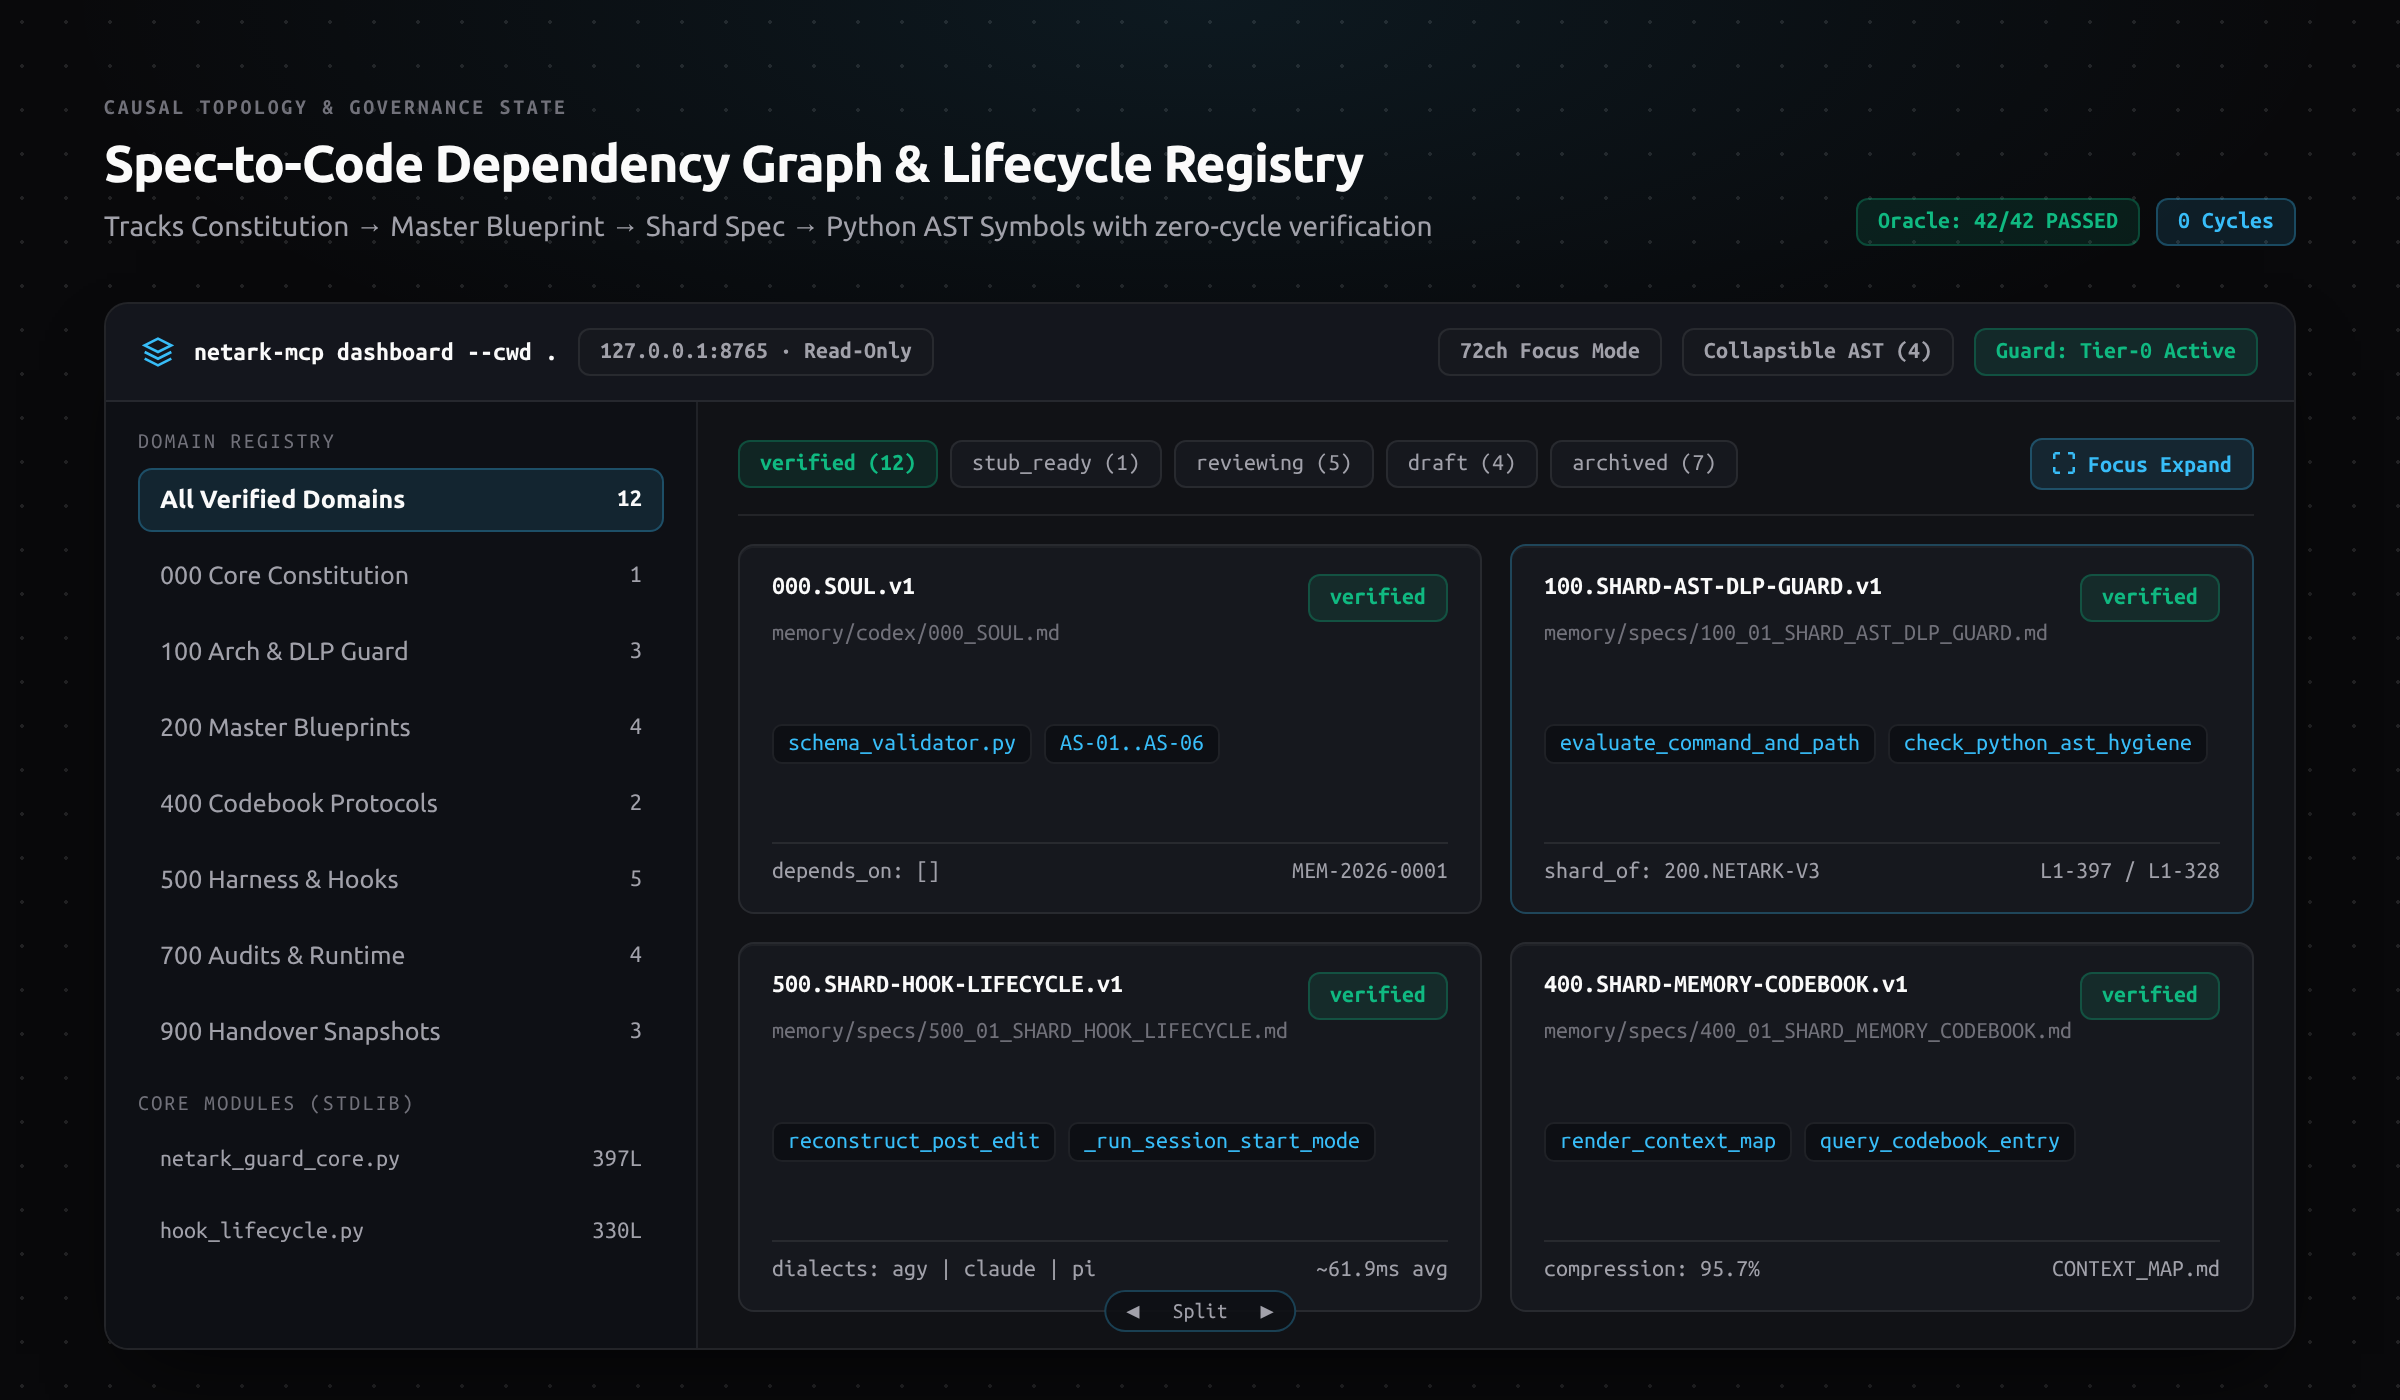 CAUSAL TOPOLOGY & GOVERNANCE STATE
Spec-to-Code Dependency Graph & Lifecycle Registry
Tracks Constitution → Master Blueprint → Shard Spec → Python AST Symbols with zero-cycle verification
Oracle: 42/42 PASSED
0 Cycles
netark-mcp dashboard --cwd .
127.0.0.1:8765 · Read-Only
72ch Focus Mode
Collapsible AST (4)
Guard: Tier-0 Active
DOMAIN REGISTRY
All Verified Domains 12
000 Core Constitution 1
100 Arch & DLP Guard 3
200 Master Blueprints 4
400 Codebook Protocols 2
500 Harness & Hooks 5
700 Audits & Runtime 4
900 Handover Snapshots 3
CORE MODULES (STDLIB)
netark_guard_core.py 397L
hook_lifecycle.py 330L
verified (12)
stub_ready (1)
reviewing (5)
draft (4)
archived (7)
Focus Expand
000.SOUL.v1
verified
memory/codex/000_SOUL.md
schema_validator.py
AS-01..AS-06
depends_on: []
MEM-2026-0001
100.SHARD-AST-DLP-GUARD.v1
verified
memory/specs/100_01_SHARD_AST_DLP_GUARD.md
evaluate_command_and_path
check_python_ast_hygiene
shard_of: 200.NETARK-V3
L1-397 / L1-328
500.SHARD-HOOK-LIFECYCLE.v1
verified
memory/specs/500_01_SHARD_HOOK_LIFECYCLE.md
reconstruct_post_edit
_run_session_start_mode
dialects: agy | claude | pi
~61.9ms avg
400.SHARD-MEMORY-CODEBOOK.v1
verified
memory/specs/400_01_SHARD_MEMORY_CODEBOOK.md
render_context_map
query_codebook_entry
compression: 95.7%
CONTEXT_MAP.md
◀ Split ▶